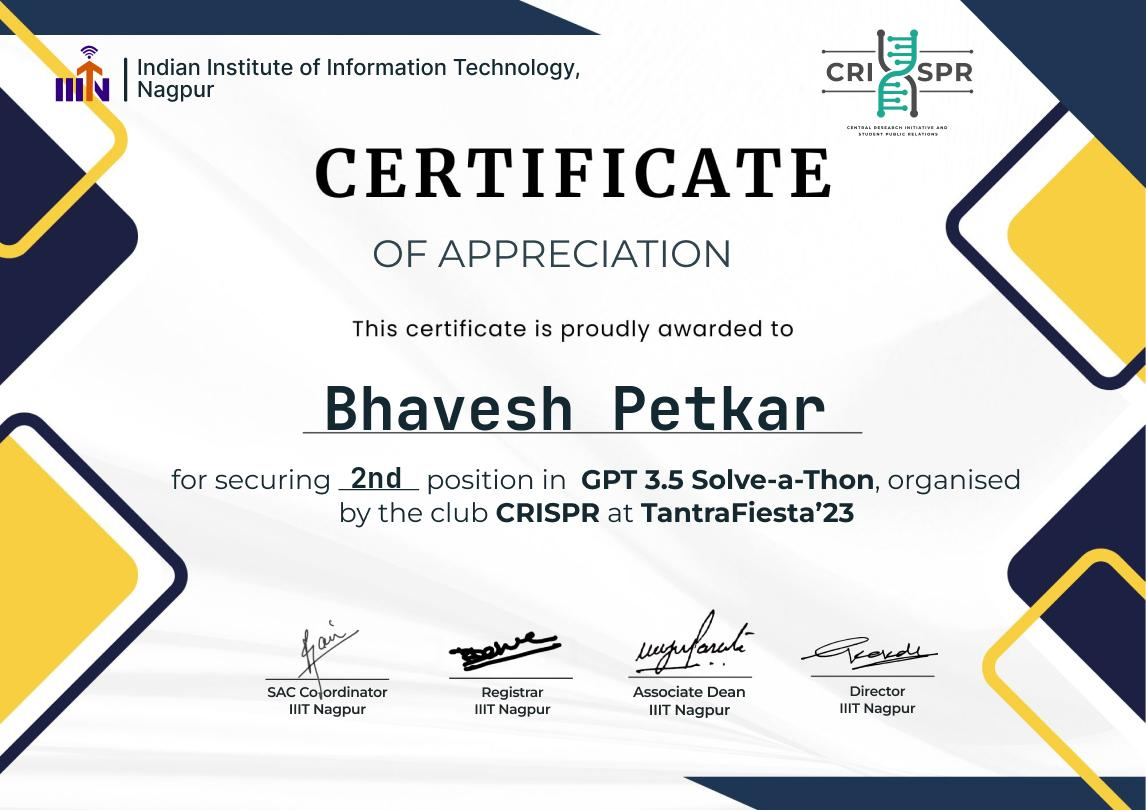 Indian Institute of Information Technology,
Nagpur
IIITN
CRISPR
CENTRAL RESEARCH INITIATIVE AND
STUDENT PUBLIC RELATIONS
CERTIFICATE
OF APPRECIATION
This certificate is proudly awarded to
Bhavesh Petkar
for securing 2nd position in GPT 3.5 Solve-a-Thon, organised
by the club CRISPR at TantraFiesta’23
SAC Coordinator
IIIT Nagpur
Registrar
IIIT Nagpur
Associate Dean
IIIT Nagpur
Director
IIIT Nagpur